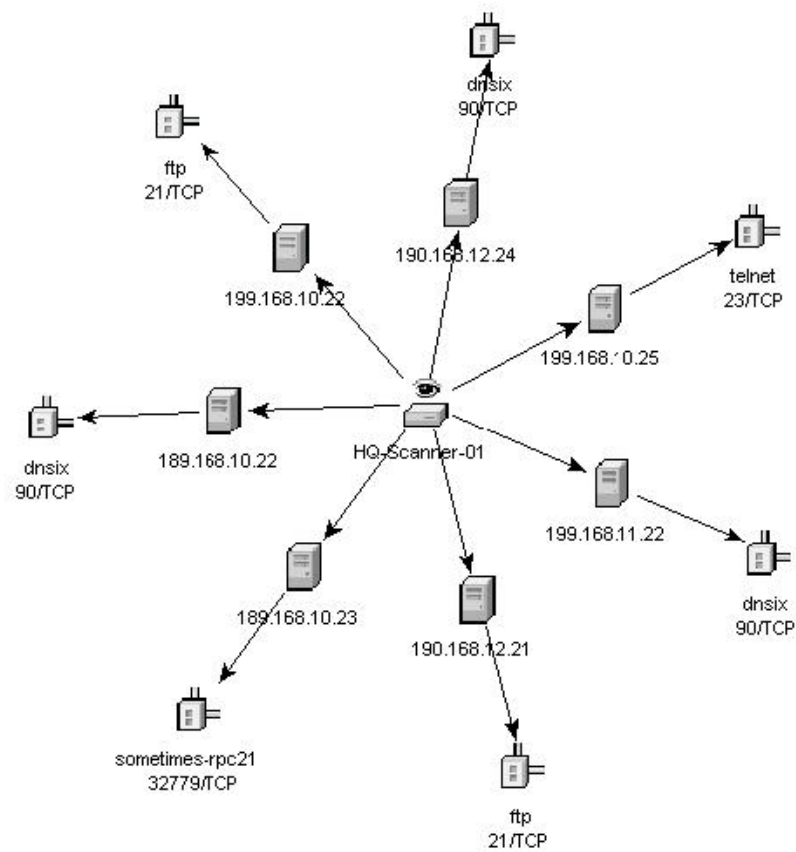 dnsix
90/TCP
ftp
21/TCP
190.168.12.24
telnet
23/TCP
199.168.10.22
199.168.10.25
HQ-Scanner-01
189.168.10.22
dnsix
90/TCP
199.168.11.22
189.168.10.23
dnsix
90/TCP
190.168.12.21
sometimes-rpc21
32779/TCP
ftp
21/TCP